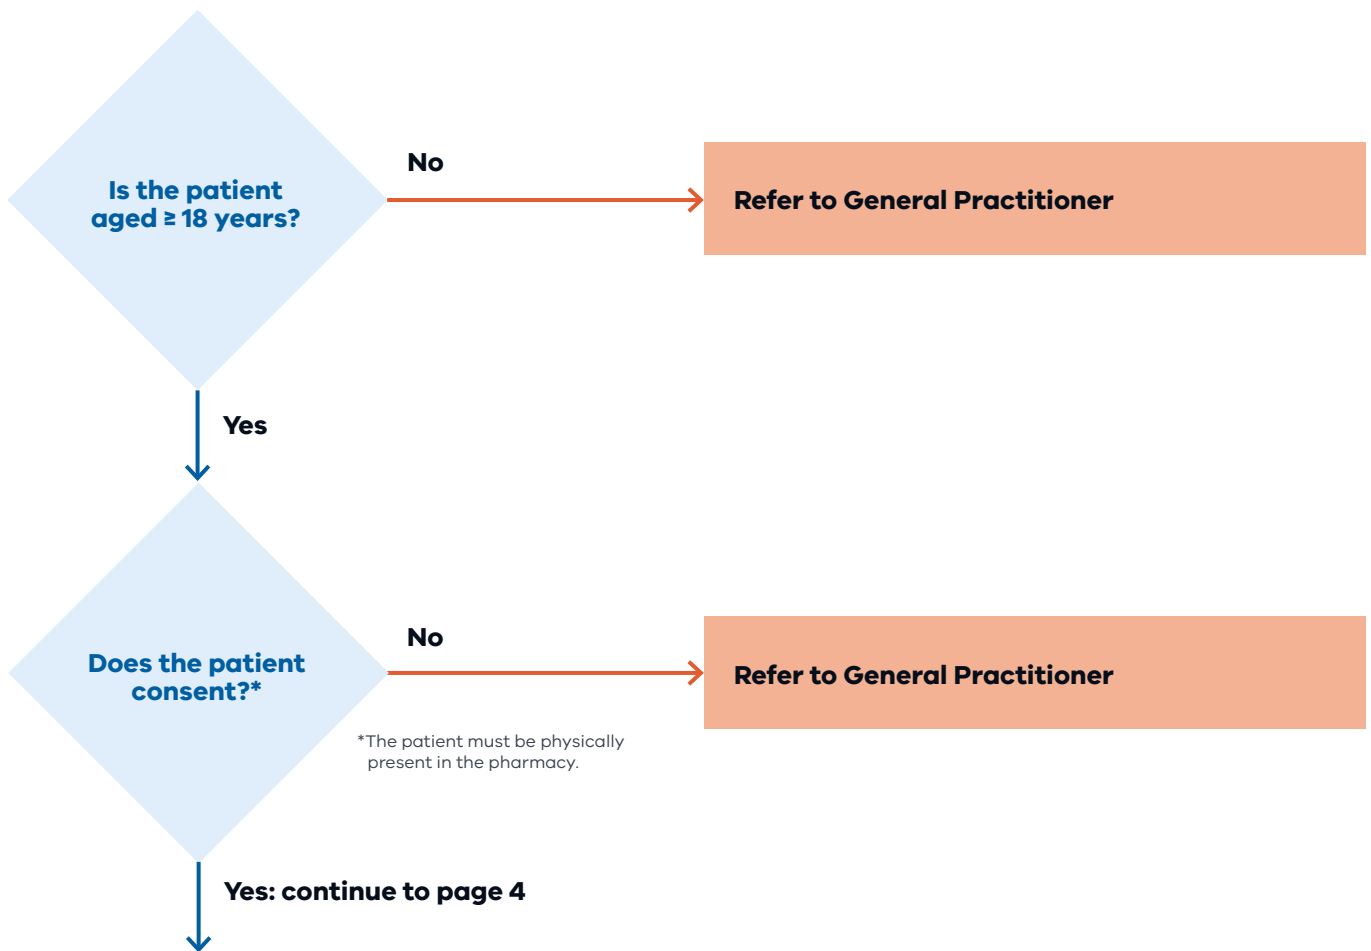 Is the patient
aged ≥ 18 years?
No
Refer to General Practitioner
Yes
Does the patient
consent?*
No
Refer to General Practitioner
*The patient must be physically
present in the pharmacy.
Yes: continue to page 4